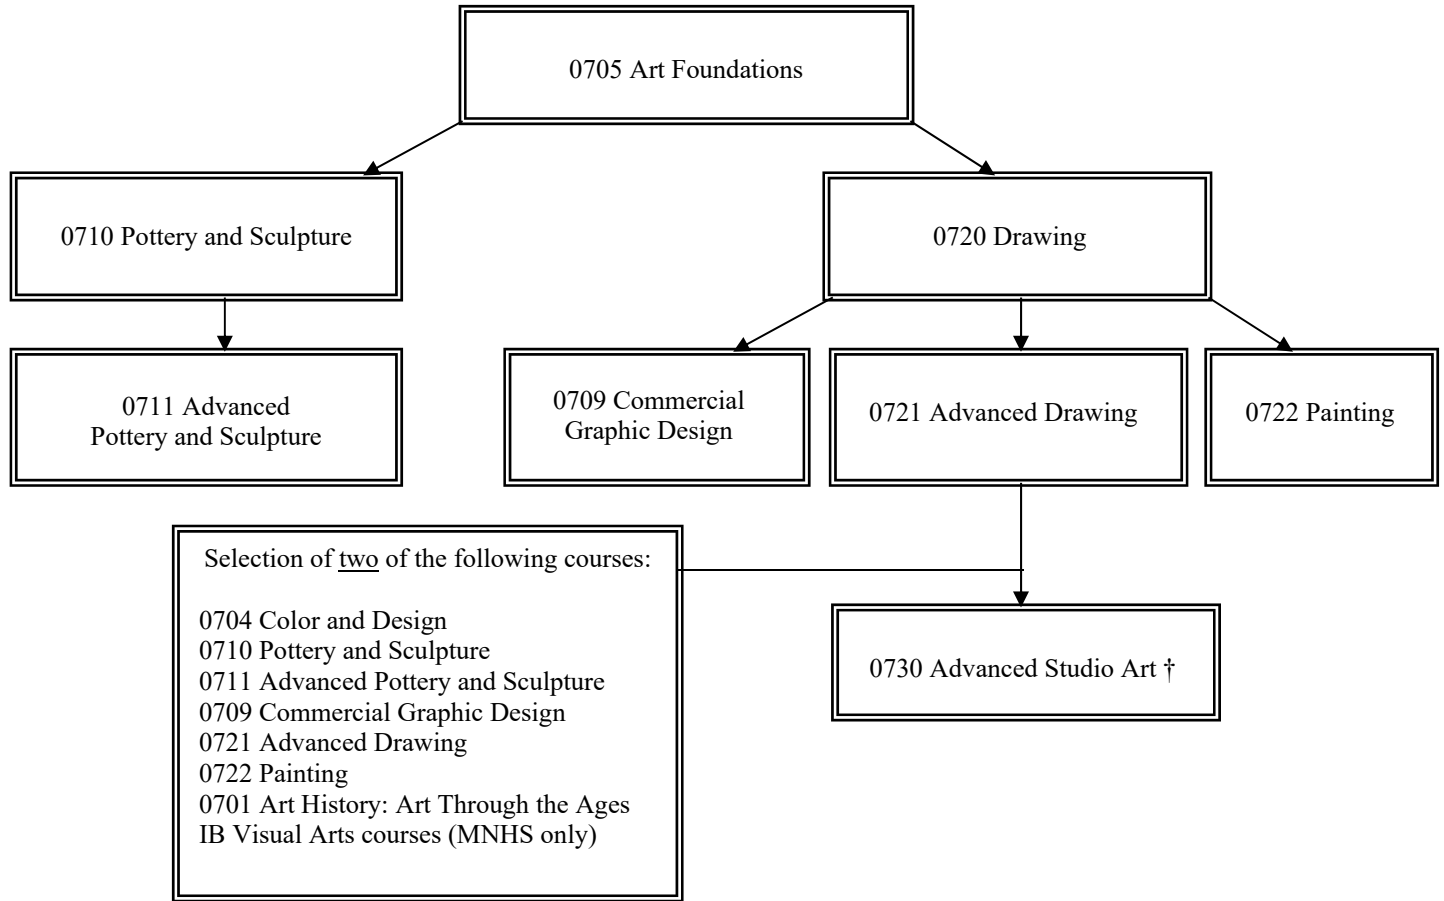 0705 Art Foundations
0710 Pottery and Sculpture
0720 Drawing
0711 Advanced
Pottery and Sculpture
0709 Commercial
Graphic Design
0721 Advanced Drawing
0722 Painting
Selection of two of the following courses:
0704 Color and Design
0710 Pottery and Sculpture
0711 Advanced Pottery and Sculpture
0709 Commercial Graphic Design
0721 Advanced Drawing
0722 Painting
0701 Art History: Art Through the Ages
IB Visual Arts courses (MNHS only)
0730 Advanced Studio Art †